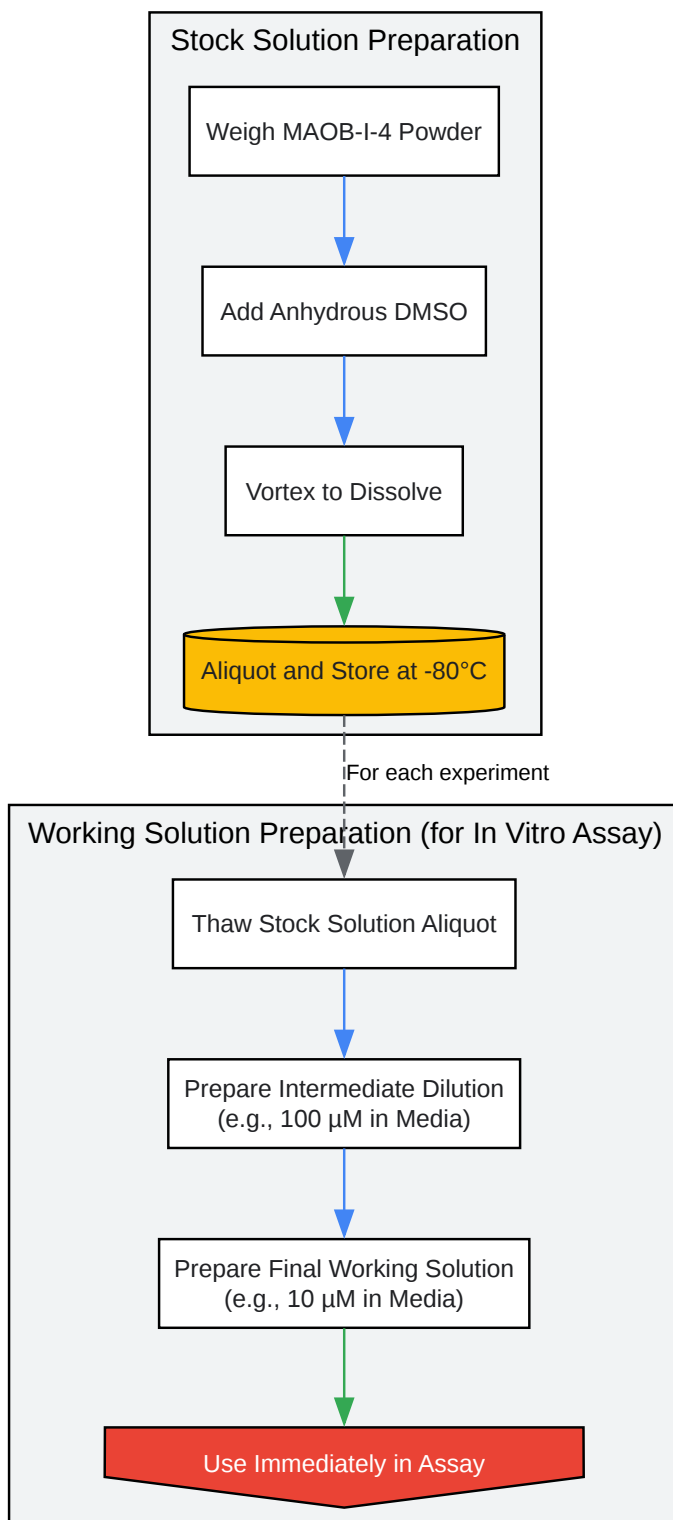 Stock Solution Preparation
Weigh MAOB-I-4 Powder
Add Anhydrous DMSO
Vortex to Dissolve
Aliquot and Store at -80°C
For each experiment
Working Solution Preparation (for In Vitro Assay)
Thaw Stock Solution Aliquot
Prepare Intermediate Dilution
(e.g., 100 µM in Media)
Prepare Final Working Solution
(e.g., 10 µM in Media)
Use Immediately in Assay